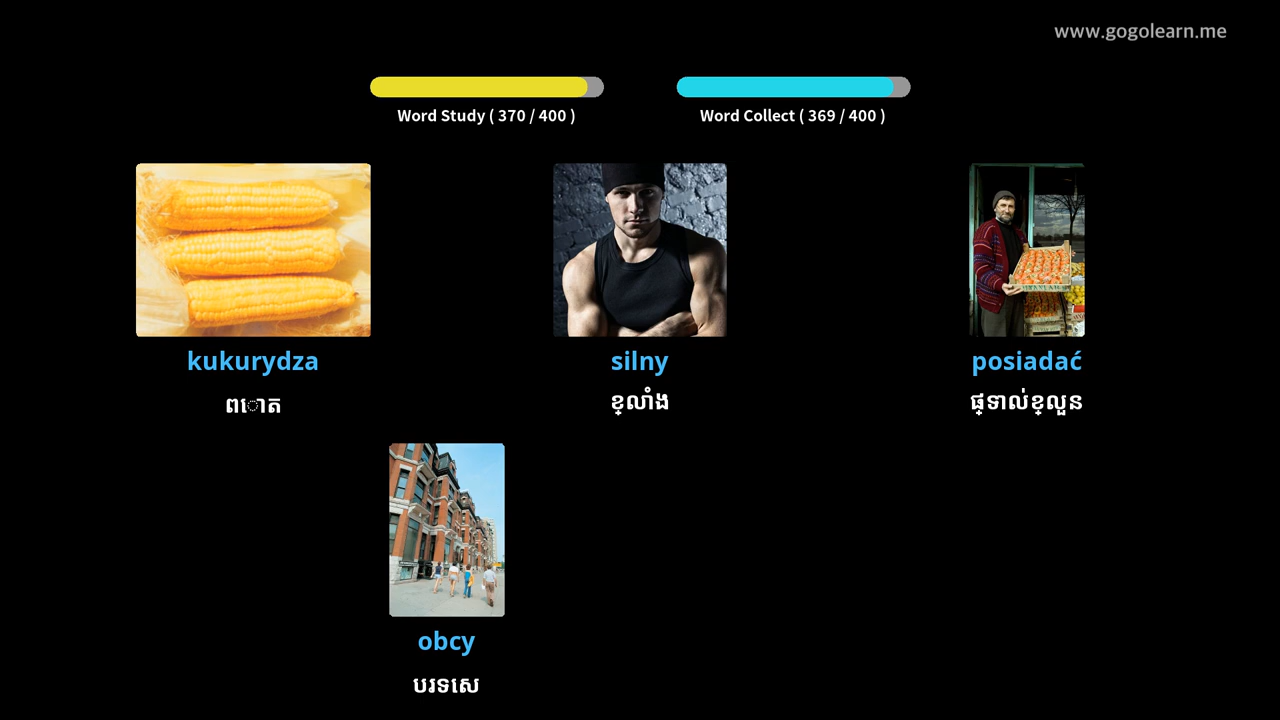 www.gogolearn.me
Word Study ( 370 / 400 )
Word Collect ( 369 / 400 )
kukurydza
silny
posiadać
ពោត
ខ្លាំង
ផ្ទាល់ខ្លួន
obcy
បរទេស